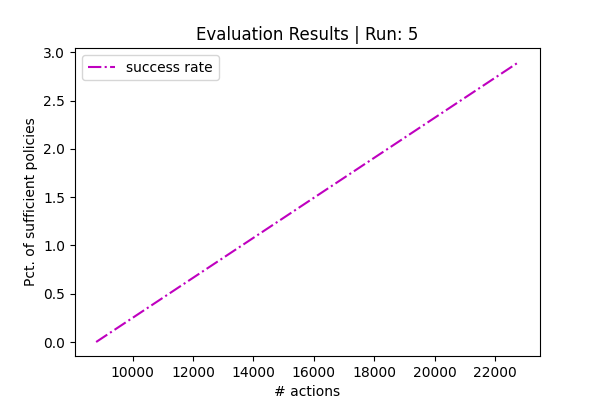 Evaluation Results | Run: 5
success rate
Pct. of sufficient policies
3.0
2.5
2.0
1.5
1.0
0.5
0.0
10000 12000 14000 16000 18000 20000 22000
# actions